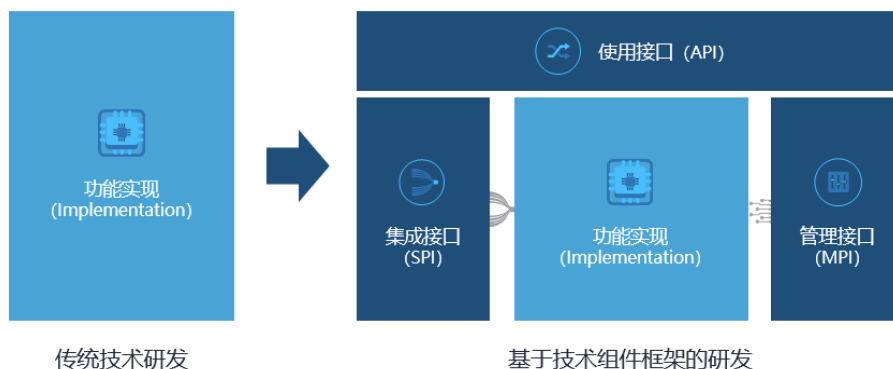 功能实现
(Implementation)
传统技术研发
使用接口 (API)
集成接口
(SPI)
功能实现
(Implementation)
管理接口
(MPI)
基于技术组件框架的研发